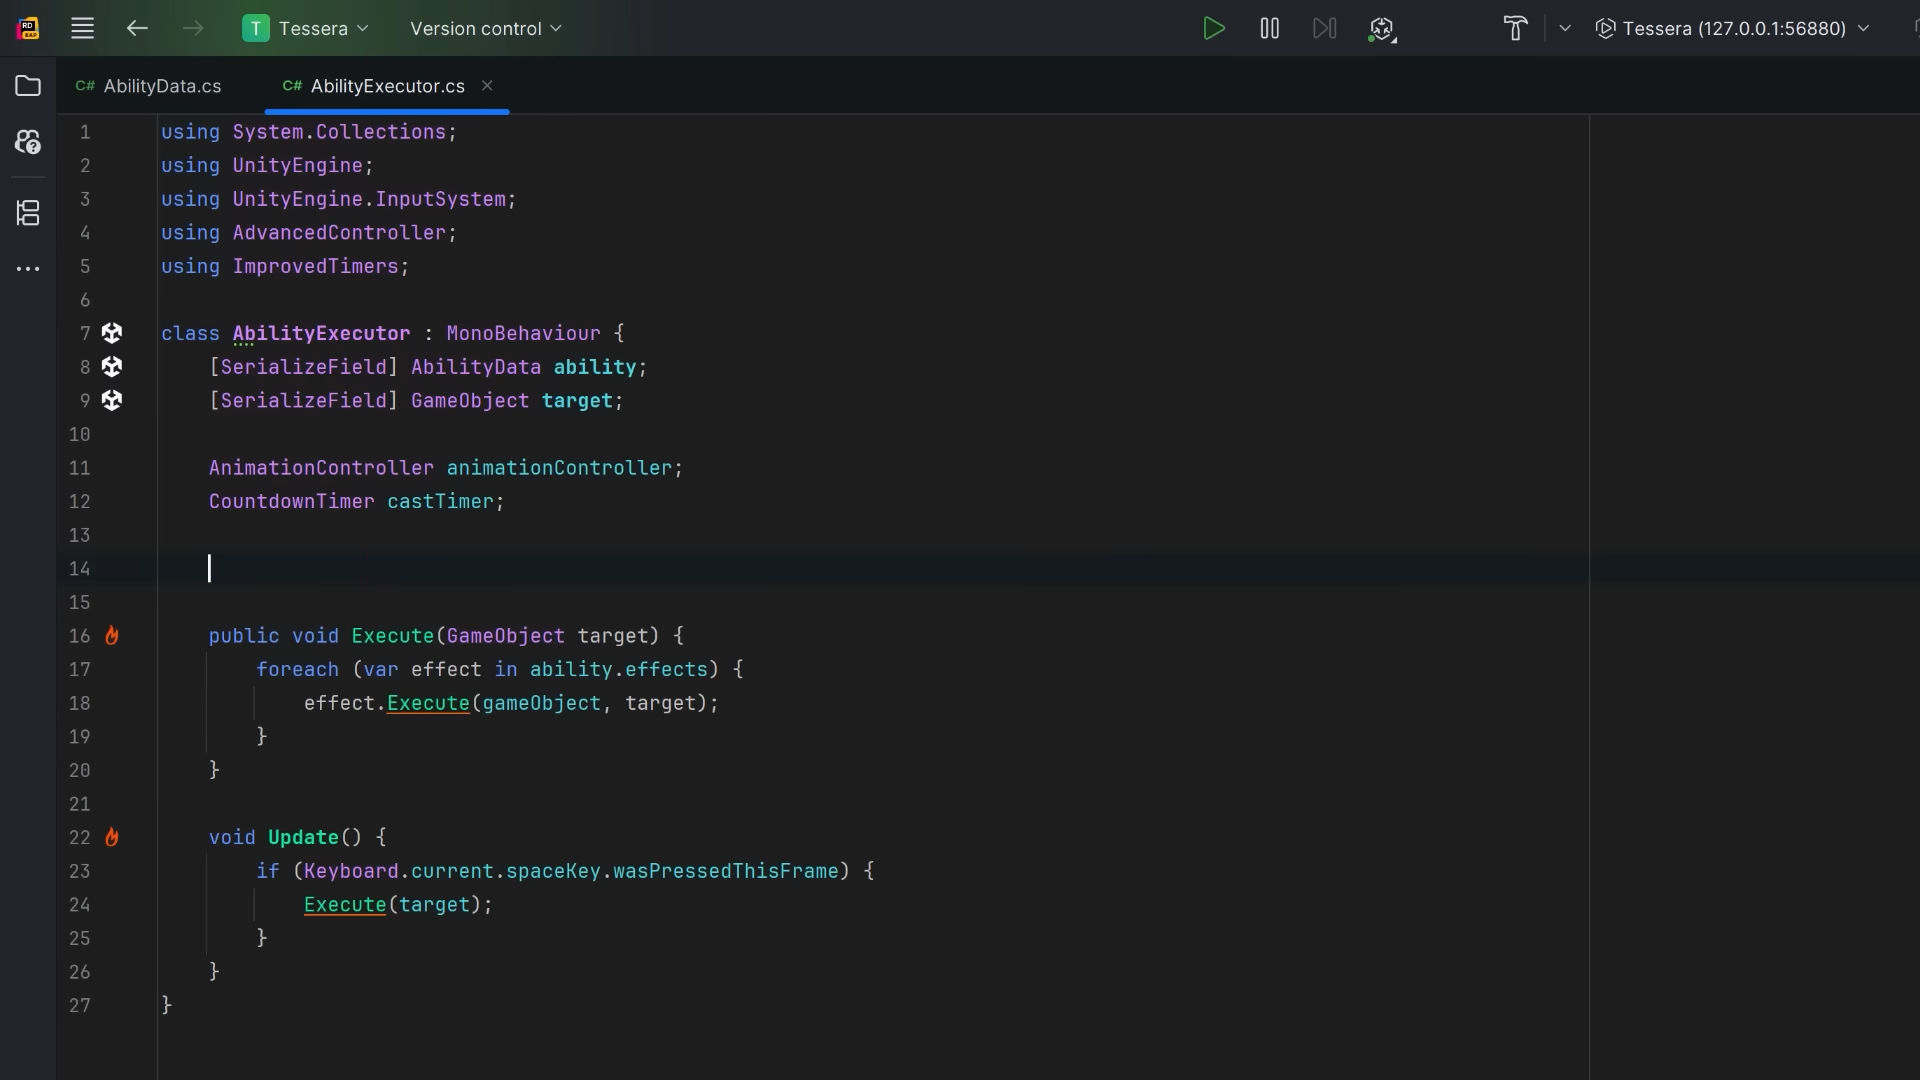 RD
EAP
T Tessera
Version control
Tessera (127.0.0.1:56880)
C# AbilityData.cs
C# AbilityExecutor.cs
1 using System.Collections;
2 using UnityEngine;
3 using UnityEngine.InputSystem;
4 using AdvancedController;
5 using ImprovedTimers;
6
7 class AbilityExecutor : MonoBehaviour {
8 [SerializeField] AbilityData ability;
9 [SerializeField] GameObject target;
10
11 AnimationController animationController;
12 CountdownTimer castTimer;
13
14
15
16 public void Execute(GameObject target) {
17 foreach (var effect in ability.effects) {
18 effect.Execute(gameObject, target);
19 }
20 }
21
22 void Update() {
23 if (Keyboard.current.spaceKey.wasPressedThisFrame) {
24 Execute(target);
25 }
26 }
27 }